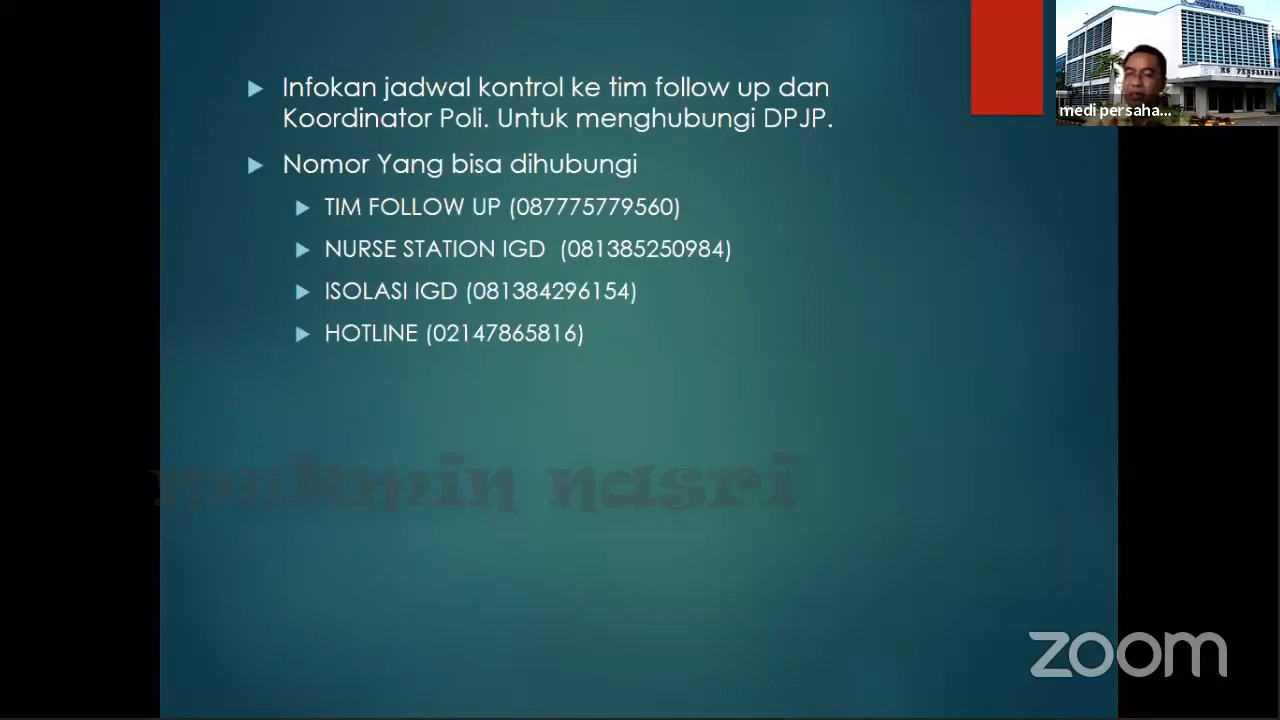 Infokan jadwal kontrol ke tim follow up dan
Koordinator Poli. Untuk menghubungi DPJP.
Nomor Yang bisa dihubungi
TIM FOLLOW UP (087775779560)
NURSE STATION IGD (081385250984)
ISOLASI IGD (081384296154)
HOTLINE (02147865816)
mukmin nasri
medi persaha...
zoom